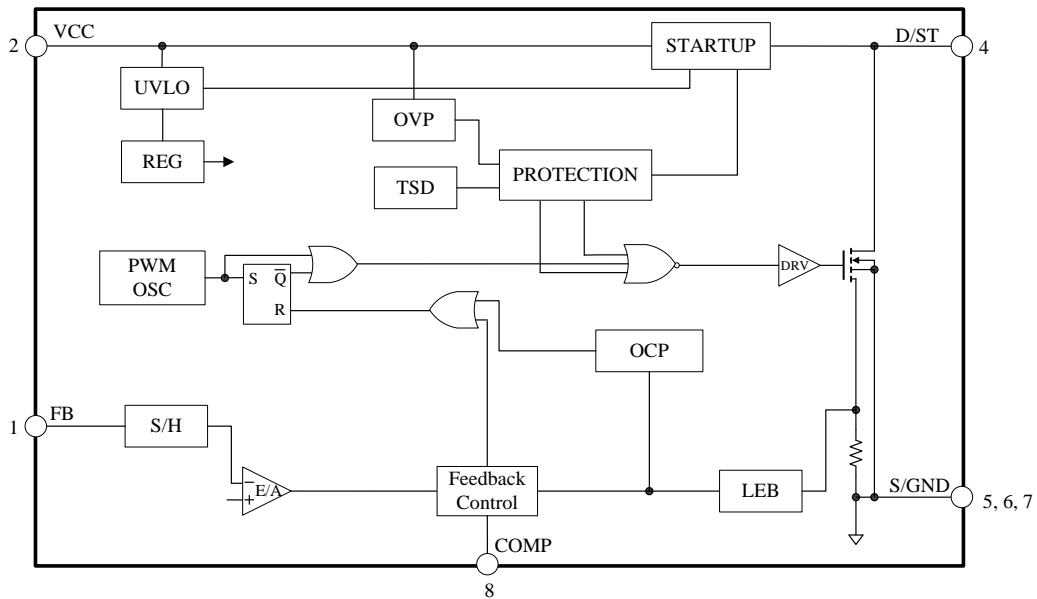 VCC
2
STARTUP
D/ST
4
UVLO
OVP
REG
TSD
PROTECTION
PWM
OSC
S
Q̅
R
DRV
OCP
FB
1
S/H
−
E/A
+
Feedback
Control
LEB
S/GND
5, 6, 7
COMP
8